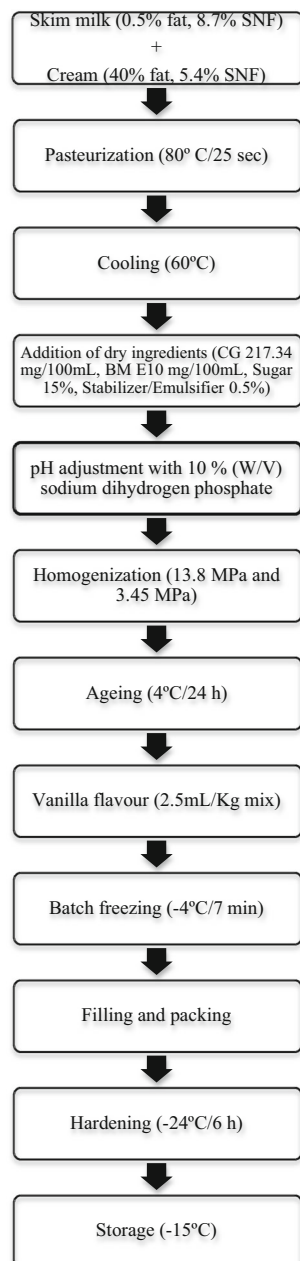 Skim milk (0.5% fat, 8.7% SNF)
+
Cream (40% fat, 5.4% SNF)
Pasteurization (80º C/25 sec)
Cooling (60ºC)
Addition of dry ingredients (CG 217.34
mg/100mL, BM E10 mg/100mL, Sugar
15%, Stabilizer/Emulsifier 0.5%)
pH adjustment with 10 % (W/V)
sodium dihydrogen phosphate
Homogenization (13.8 MPa and
3.45 MPa)
Ageing (4ºC/24 h)
Vanilla flavour (2.5mL/Kg mix)
Batch freezing (-4ºC/7 min)
Filling and packing
Hardening (-24ºC/6 h)
Storage (-15ºC)